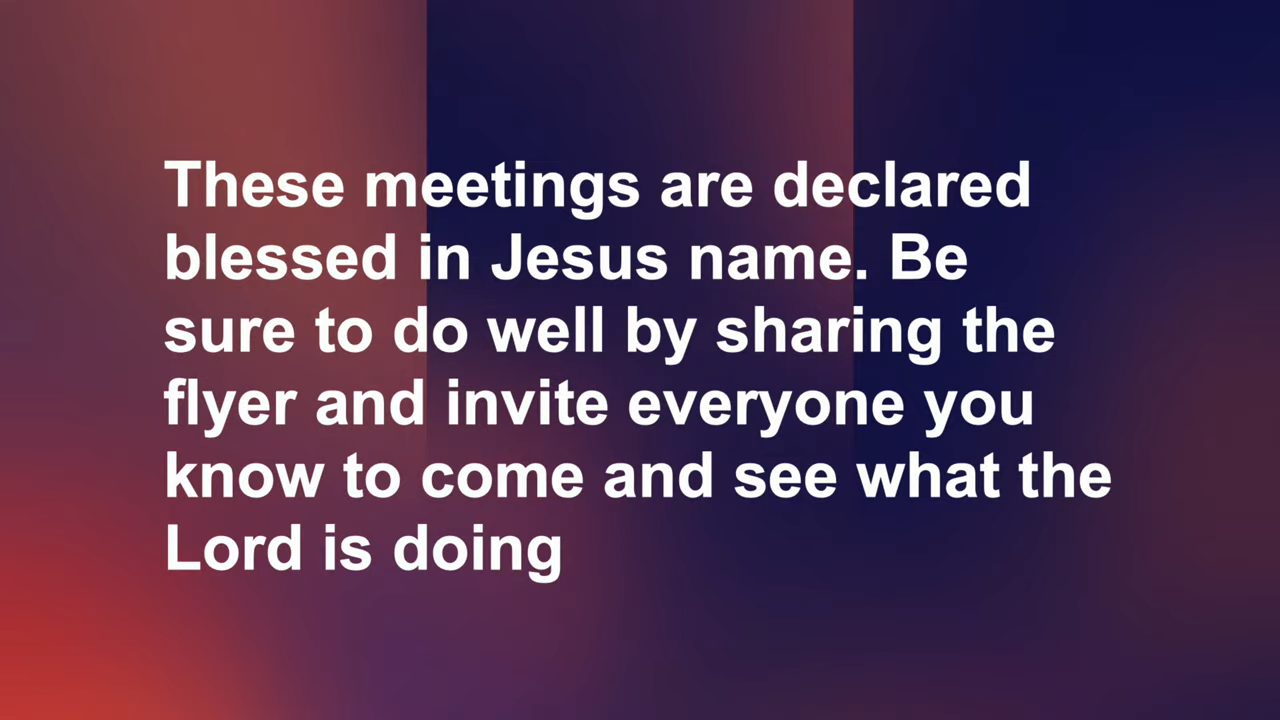 These meetings are declared
blessed in Jesus name. Be
sure to do well by sharing the
flyer and invite everyone you
know to come and see what the
Lord is doing